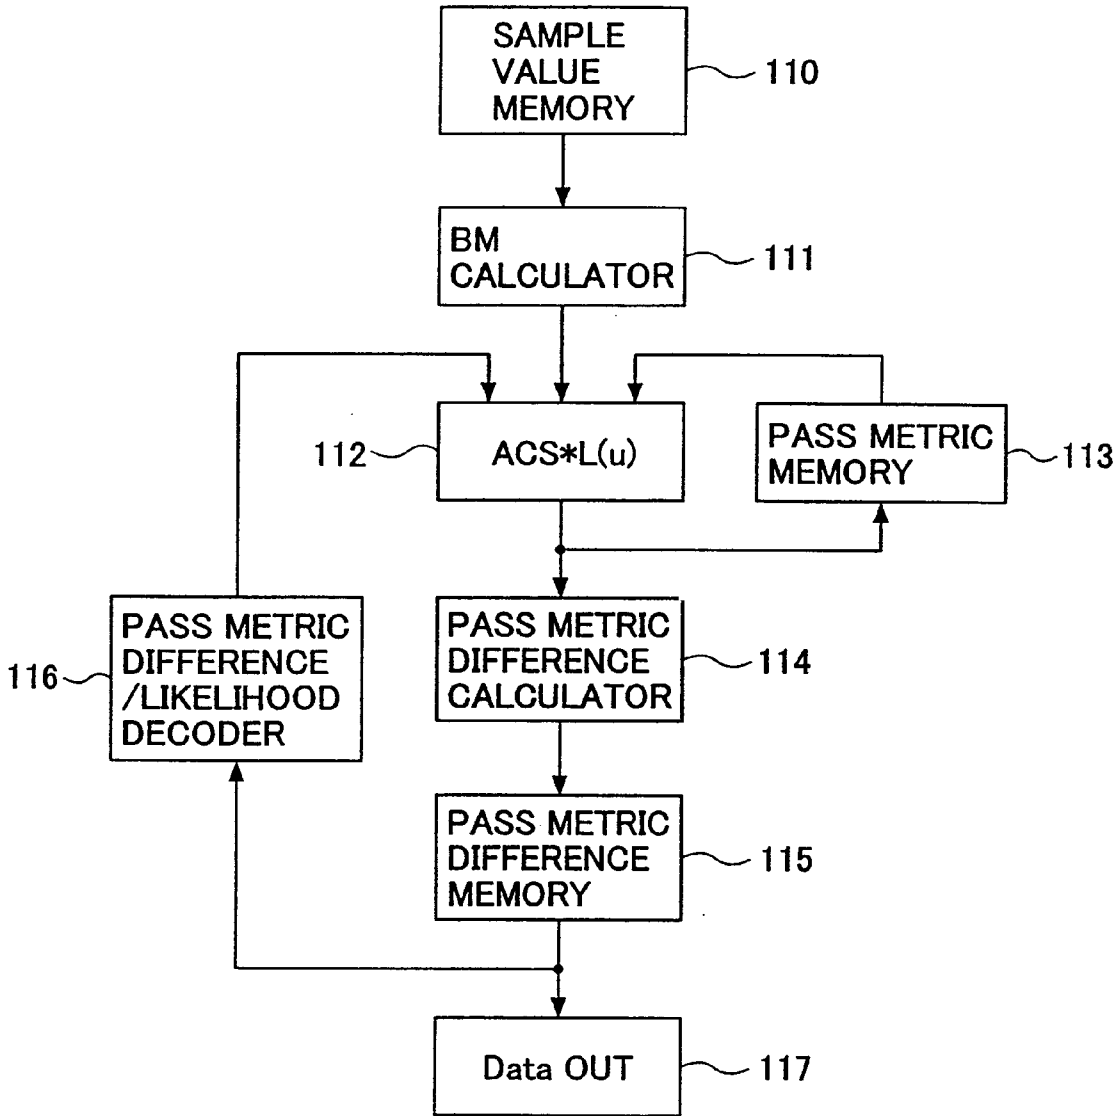 SAMPLE
VALUE
MEMORY
110
BM
CALCULATOR
111
112
ACS*L(u)
PASS METRIC
MEMORY
113
116
PASS METRIC
DIFFERENCE
/LIKELIHOOD
DECODER
PASS METRIC
DIFFERENCE
CALCULATOR
114
PASS METRIC
DIFFERENCE
MEMORY
115
Data OUT
117